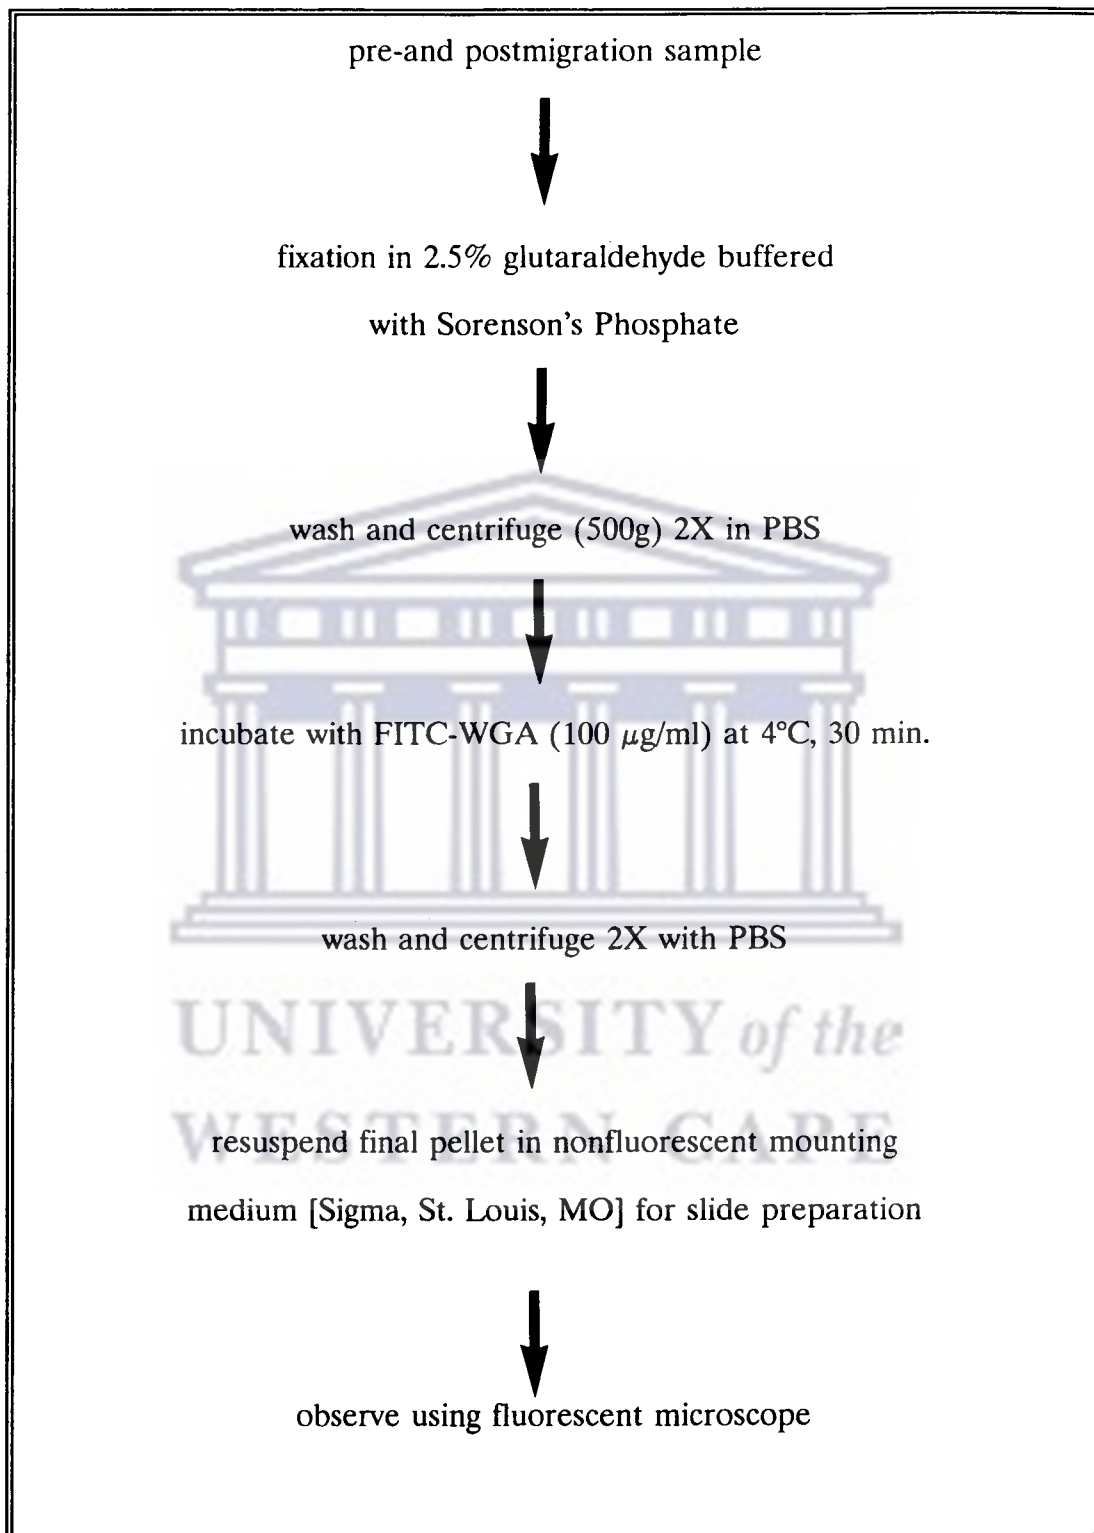 pre-and postmigration sample
fixation in 2.5% glutaraldehyde buffered
with Sorenson's Phosphate
wash and centrifuge (500g) 2X in PBS
incubate with FITC-WGA (100 μg/ml) at 4°C, 30 min.
wash and centrifuge 2X with PBS
UNIVERSITY of the
WESTERN CAPE
resuspend final pellet in nonfluorescent mounting
medium [Sigma, St. Louis, MO] for slide preparation
observe using fluorescent microscope